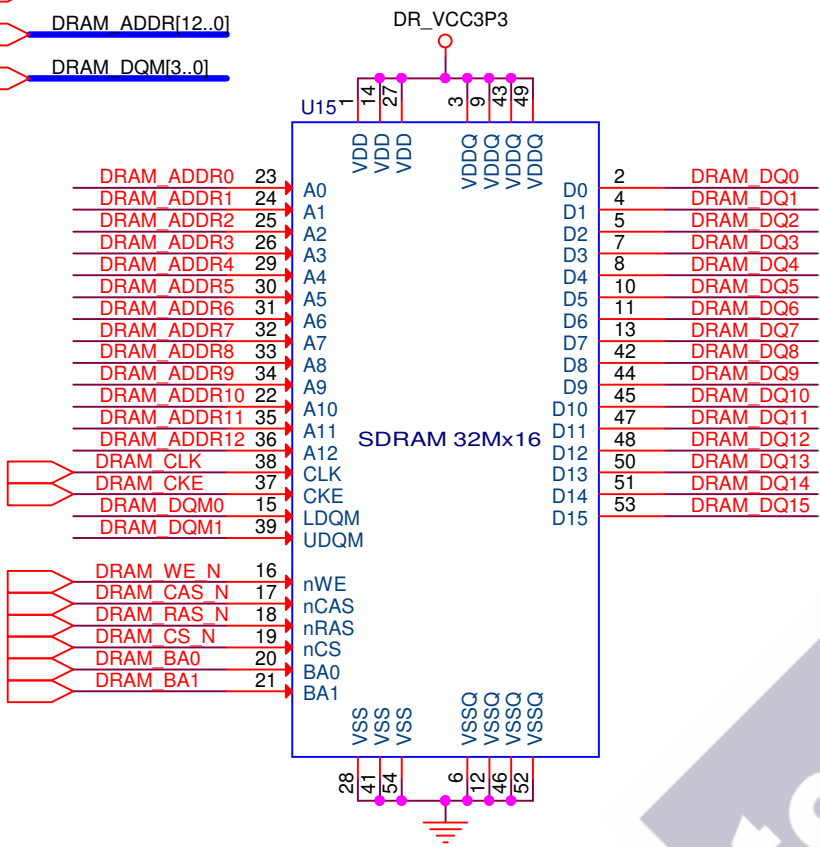 DRAM_ADDR[12..0]
DR_VCC3P3
DRAM_DQM[3..0]
U15
1 14 27 3 9 43 49
VDD VDD VDD VDDQ VDDQ VDDQ VDDQ
DRAM_ADDR0 23 A0 D0 2 DRAM_DQ0
DRAM_ADDR1 24 A1 D1 4 DRAM_DQ1
DRAM_ADDR2 25 A2 D2 5 DRAM_DQ2
DRAM_ADDR3 26 A3 D3 7 DRAM_DQ3
DRAM_ADDR4 29 A4 D4 8 DRAM_DQ4
DRAM_ADDR5 30 A5 D5 10 DRAM_DQ5
DRAM_ADDR6 31 A6 D6 11 DRAM_DQ6
DRAM_ADDR7 32 A7 D7 13 DRAM_DQ7
DRAM_ADDR8 33 A8 D8 42 DRAM_DQ8
DRAM_ADDR9 34 A9 D9 44 DRAM_DQ9
DRAM_ADDR10 22 A10 D10 45 DRAM_DQ10
DRAM_ADDR11 35 A11 D11 47 DRAM_DQ11
DRAM_ADDR12 36 A12 SDRAM 32Mx16 D12 48 DRAM_DQ12
DRAM_CLK 38 CLK D13 50 DRAM_DQ13
DRAM_CKE 37 CKE D14 51 DRAM_DQ14
DRAM_DQM0 15 LDQM D15 53 DRAM_DQ15
DRAM_DQM1 39 UDQM
DRAM_WE_N 16 nWE
DRAM_CAS_N 17 nCAS
DRAM_RAS_N 18 nRAS
DRAM_CS_N 19 nCS
DRAM_BA0 20 BA0
DRAM_BA1 21 BA1
VSS VSS VSS VSSQ VSSQ VSSQ VSSQ
28 41 54 6 12 46 52